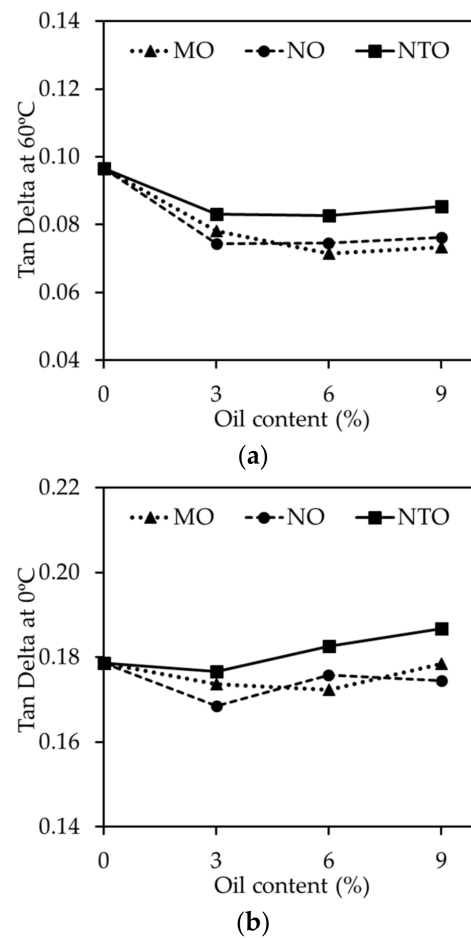 0.14
MO NO NTO
0.12
0.10
0.08
0.06
0.04
Tan Delta at 60ºC
0 3 6 9
Oil content (%)
(a)
0.22
MO NO NTO
0.20
0.18
0.16
0.14
Tan Delta at 0ºC
0 3 6 9
Oil content (%)
(b)